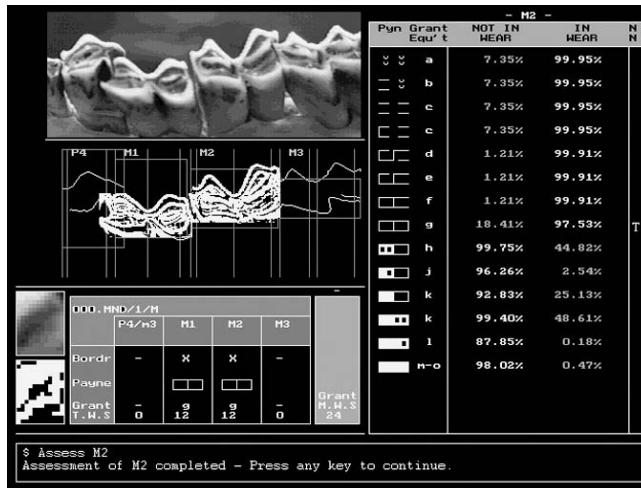 - M2 -
Pyn Grant Equ't NOT IN WEAR IN WEAR N N
a 7.35% 99.95%
b 7.35% 99.95%
c 7.35% 99.95%
c 7.35% 99.95%
d 1.21% 99.91%
e 1.21% 99.91%
f 1.21% 99.91%
g 18.41% 97.53% T
h 99.75% 44.82%
j 96.26% 2.54%
k 92.83% 25.13%
k 99.40% 48.61%
l 87.85% 0.18%
m-o 98.02% 0.47%
P4 M1 M2 M3
000.MND/1/M
P4/m3 M1 M2 M3
Bordr - X X -
Payne
Grant - g g -
T.W.S 0 12 12 0
Grant
M.W.S
24
$ Assess M2
Assessment of M2 completed - Press any key to continue.